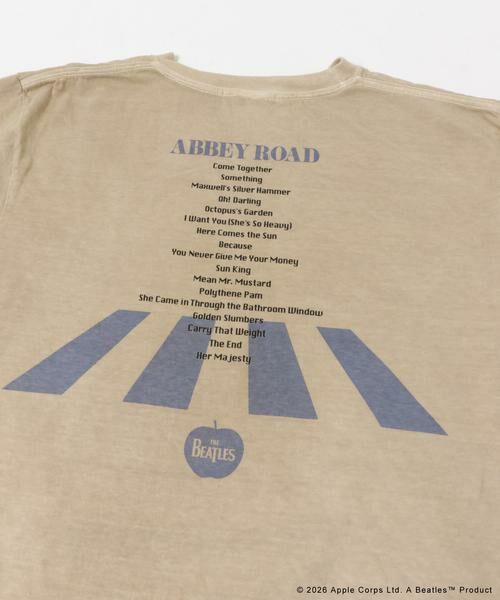 ABBEY ROAD
Come Together
Something
Maxwell's Silver Hammer
Oh! Darling
Octopus's Garden
I Want You (She's So Heavy)
Here Comes the Sun
Because
You Never Give Me Your Money
Sun King
Mean Mr. Mustard
Polythene Pam
She Came in Through the Bathroom Window
Golden Slumbers
Carry That Weight
The End
Her Majesty
THE
BEATLES
© 2026 Apple Corps Ltd. A Beatles™ Product